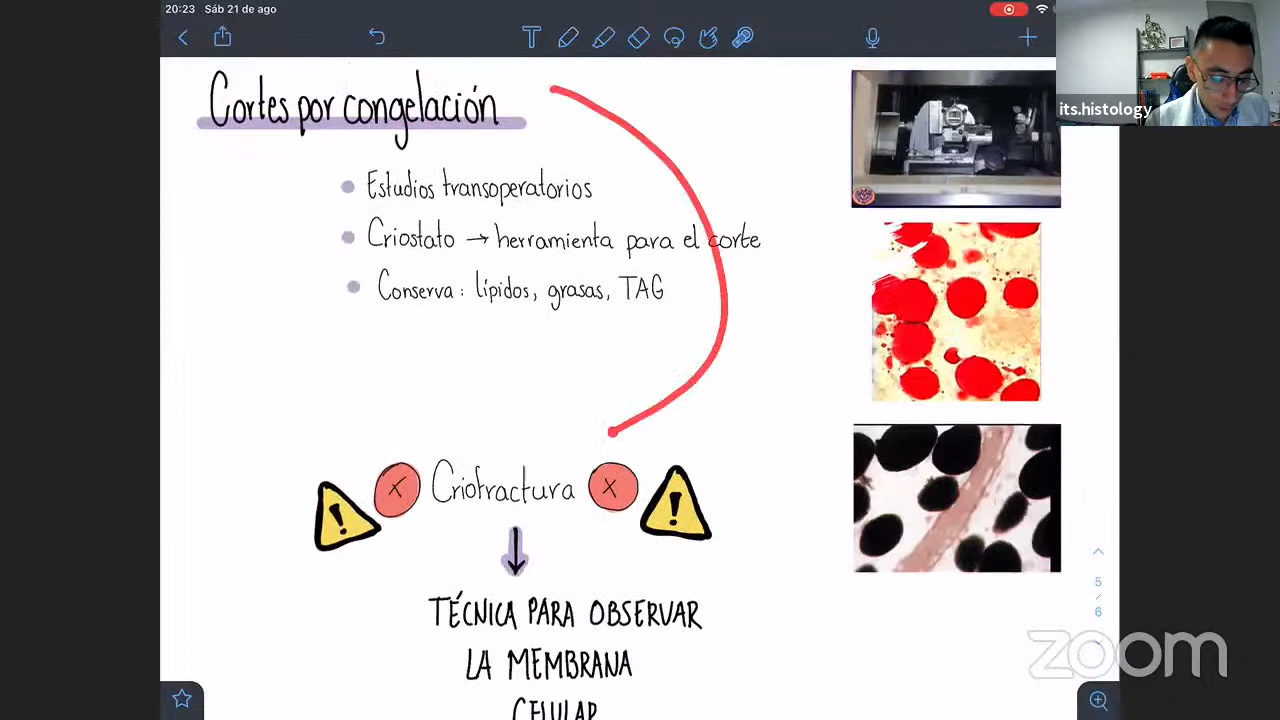 20:23 Sáb 21 de ago
its.histology
Cortes por congelación
Estudios transoperatorios
Criostato → herramienta para el corte
Conserva: lípidos, grasas, TAG
! X Criofractura X !
TÉCNICA PARA OBSERVAR
LA MEMBRANA
CELULAR
5
/
6
zoom